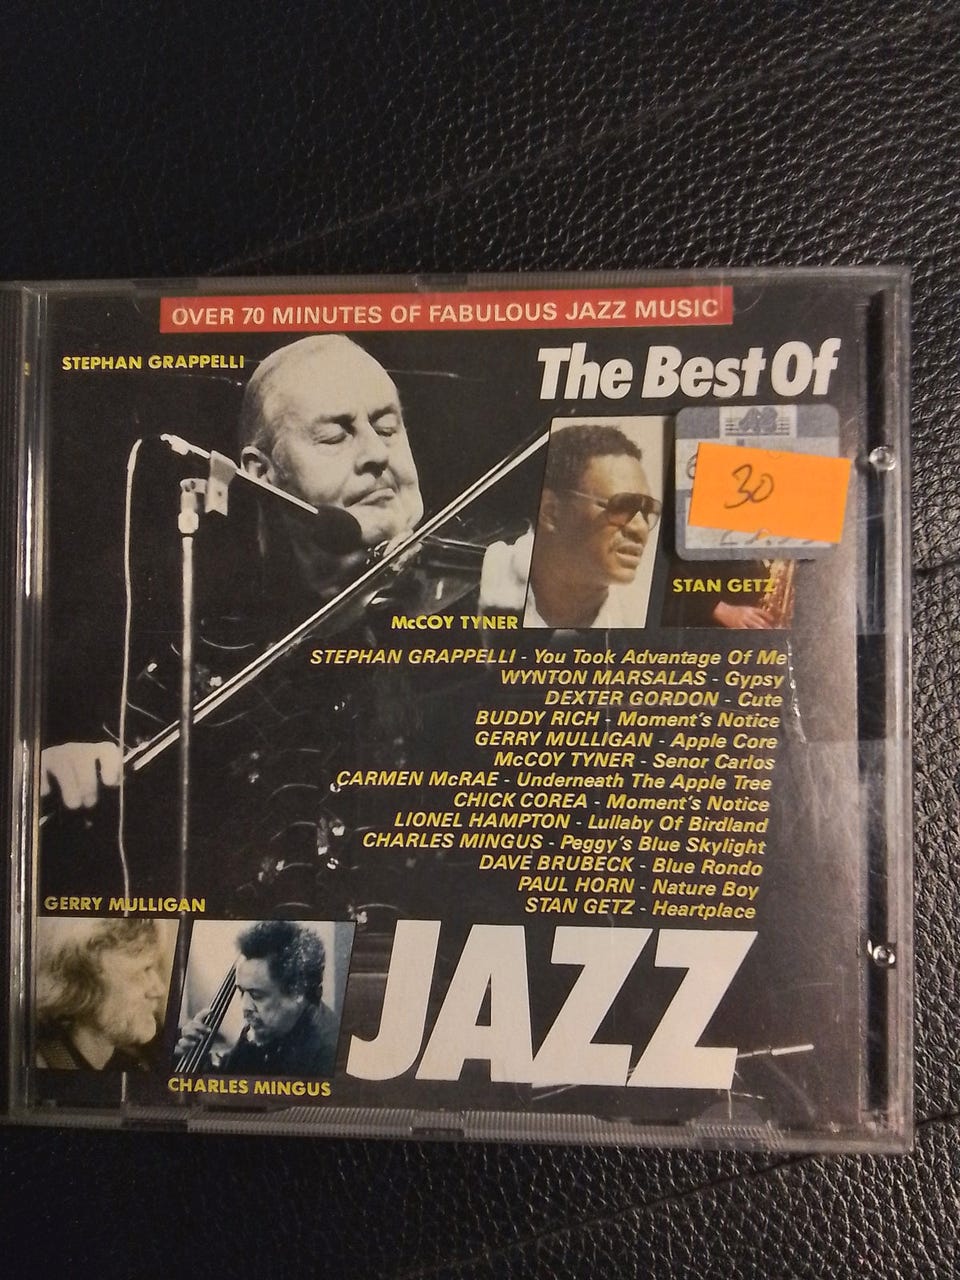 OVER 70 MINUTES OF FABULOUS JAZZ MUSIC
STEPHAN GRAPPELLI
The Best Of
30
STAN GETZ
McCOY TYNER
STEPHAN GRAPPELLI - You Took Advantage Of Me
WYNTON MARSALAS - Gypsy
DEXTER GORDON - Cute
BUDDY RICH - Moment's Notice
GERRY MULLIGAN - Apple Core
McCOY TYNER - Senor Carlos
CARMEN McRAE - Underneath The Apple Tree
CHICK COREA - Moment's Notice
LIONEL HAMPTON - Lullaby Of Birdland
CHARLES MINGUS - Peggy's Blue Skylight
DAVE BRUBECK - Blue Rondo
PAUL HORN - Nature Boy
STAN GETZ - Heartplace
GERRY MULLIGAN
JAZZ
CHARLES MINGUS